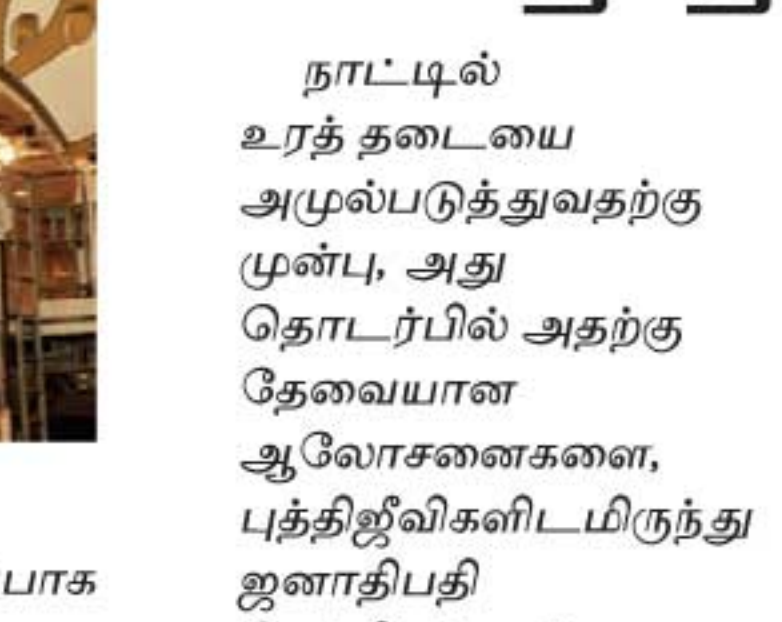 நாட்டில்
உரத் தடையை
அமுல்படுத்துவதற்கு
முன்பு, அது
தொடர்பில் அதற்கு
தேவையான
ஆலோசனைகளை,
புத்திஜீவிகளிடமிருந்து
ஜனாதிபதி